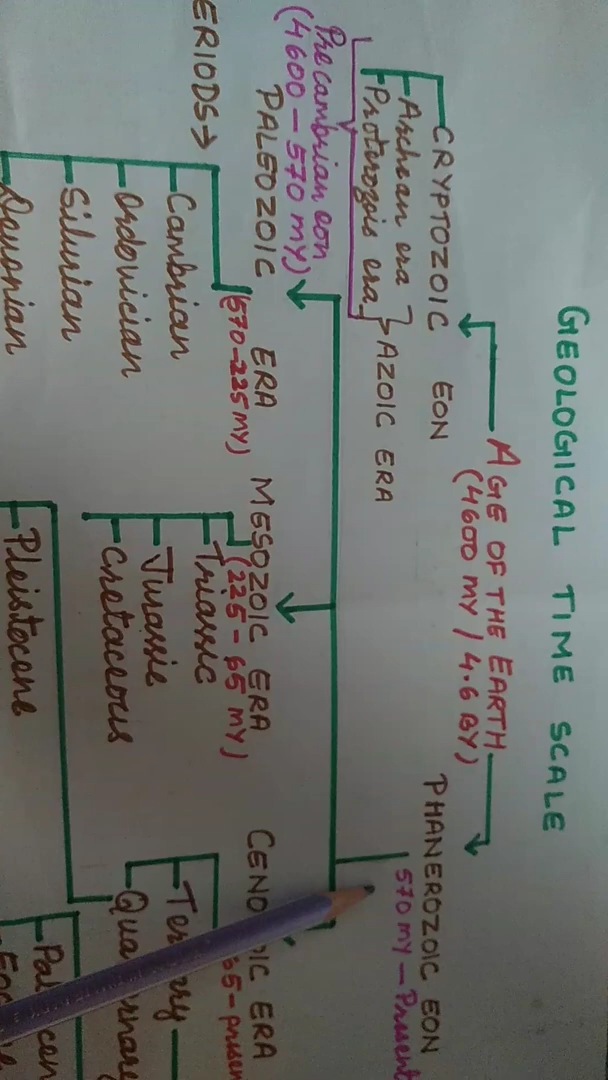 GEOLOGICAL TIME SCALE
AGE OF THE EARTH
(4600 MY / 4.6 BY)
CRYPTOZOIC EON
Archean era
Proterozoic era
} AZOIC ERA
Precambrian eon
(4600 - 570 MY)
PHANEROZOIC EON
570 MY - Present
PALEOZOIC ERA
(570-225 MY)
MESOZOIC ERA
(225 - 65 MY)
ERA
ERIODS →
Cambrian
Ordovician
Silurian
Devonian
Triassic
Jurassic
Cretaceous
Pleistocene